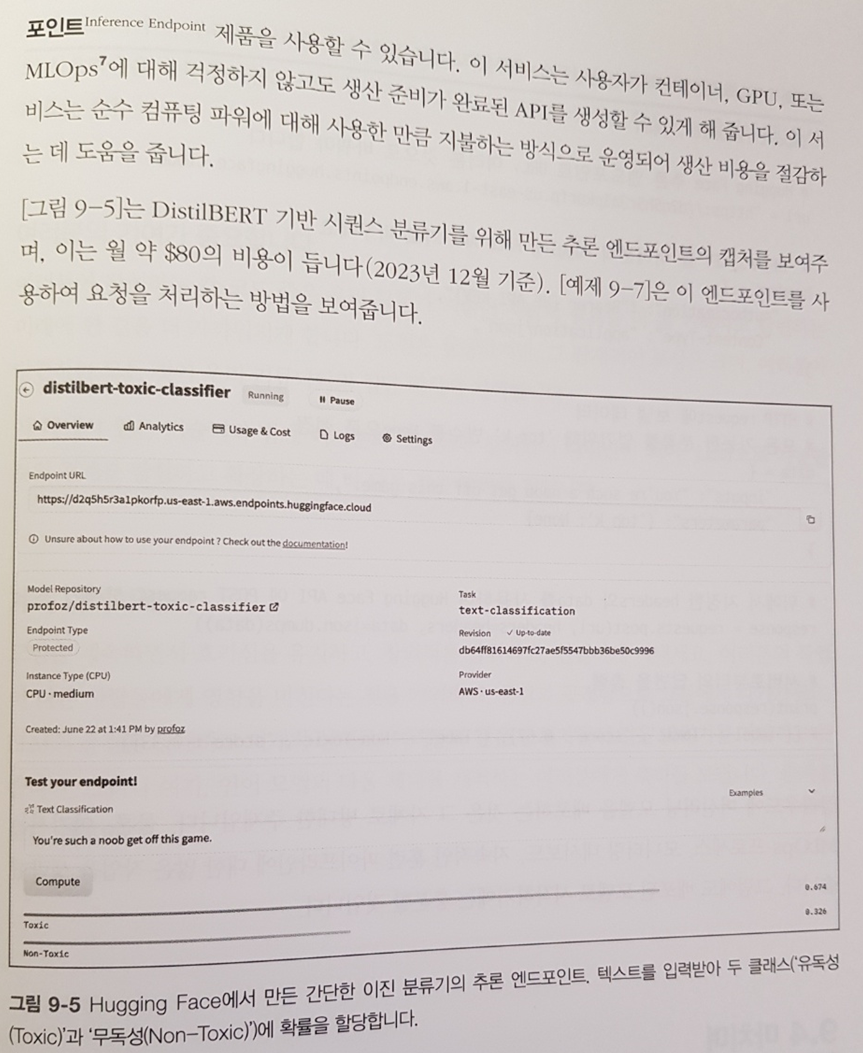 포인트Inference Endpoint 제품을 사용할 수 있습니다. 이 서비스는 사용자가 컨테이너, GPU, 또는
MLOps7에 대해 걱정하지 않고도 생산 준비가 완료된 API를 생성할 수 있게 해 줍니다. 이 서
비스는 순수 컴퓨팅 파워에 대해 사용한 만큼 지불하는 방식으로 운영되어 생산 비용을 절감하
는 데 도움을 줍니다.
[그림 9-5]는 DistilBERT 기반 시퀀스 분류기를 위해 만든 추론 엔드포인트의 캡처를 보여주
며, 이는 월 약 $80의 비용이 듭니다(2023년 12월 기준). [예제 9-7]은 이 엔드포인트를 사
용하여 요청을 처리하는 방법을 보여줍니다.
distilbert-toxic-classifier Running Pause
Overview Analytics Usage & Cost Logs Settings
Endpoint URL
https://d2q5h5r3a1pkorfp.us-east-1.aws.endpoints.huggingface.cloud
Unsure about how to use your endpoint ? Check out the documentation!
Model Repository
profoz/distilbert-toxic-classifier
Task
text-classification
Endpoint Type
Protected
Revision Up-to-date
db64ff81614697fc27ae5f5547bbb36be50c9996
Instance Type (CPU)
CPU · medium
Provider
AWS · us-east-1
Created: June 22 at 1:41 PM by profoz
Test your endpoint!
Examples
Text Classification
You're such a noob get off this game.
Compute
0.674
Toxic
0.326
Non-Toxic
그림 9-5 Hugging Face에서 만든 간단한 이진 분류기의 추론 엔드포인트. 텍스트를 입력받아 두 클래스('유독성
(Toxic)'과 '무독성(Non-Toxic)')에 확률을 할당합니다.